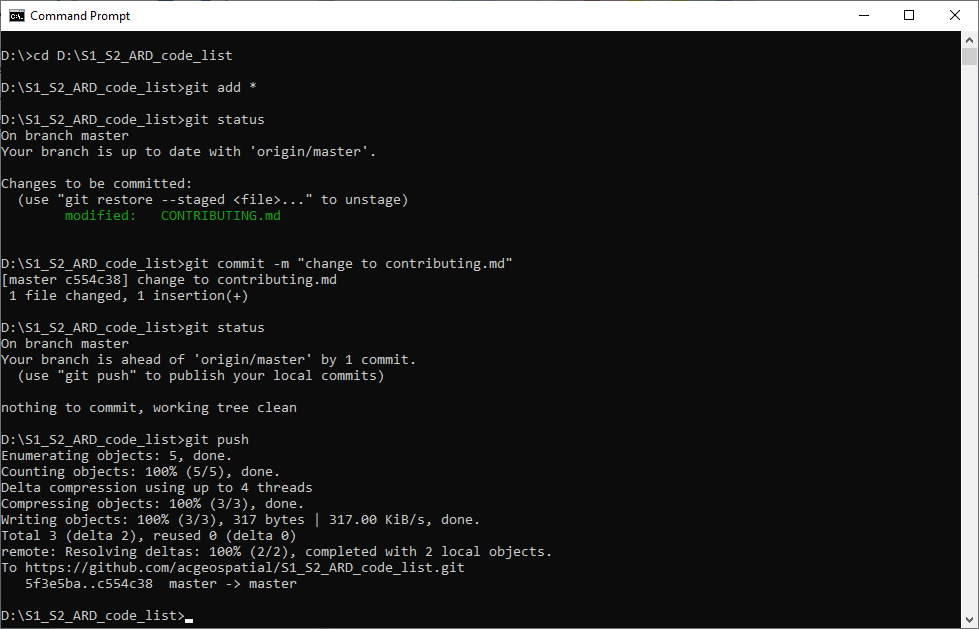 Command Prompt
D:\>cd D:\S1_S2_ARD_code_list
D:\S1_S2_ARD_code_list>git add *
D:\S1_S2_ARD_code_list>git status
On branch master
Your branch is up to date with 'origin/master'.
Changes to be committed:
  (use "git restore --staged <file>..." to unstage)
        modified:   CONTRIBUTING.md
D:\S1_S2_ARD_code_list>git commit -m "change to contributing.md"
[master c554c38] change to contributing.md
 1 file changed, 1 insertion(+)
D:\S1_S2_ARD_code_list>git status
On branch master
Your branch is ahead of 'origin/master' by 1 commit.
  (use "git push" to publish your local commits)
nothing to commit, working tree clean
D:\S1_S2_ARD_code_list>git push
Enumerating objects: 5, done.
Counting objects: 100% (5/5), done.
Delta compression using up to 4 threads
Compressing objects: 100% (3/3), done.
Writing objects: 100% (3/3), 317 bytes | 317.00 KiB/s, done.
Total 3 (delta 2), reused 0 (delta 0)
remote: Resolving deltas: 100% (2/2), completed with 2 local objects.
To https://github.com/acgeospatial/S1_S2_ARD_code_list.git
   5f3e5ba..c554c38  master -> master
D:\S1_S2_ARD_code_list>